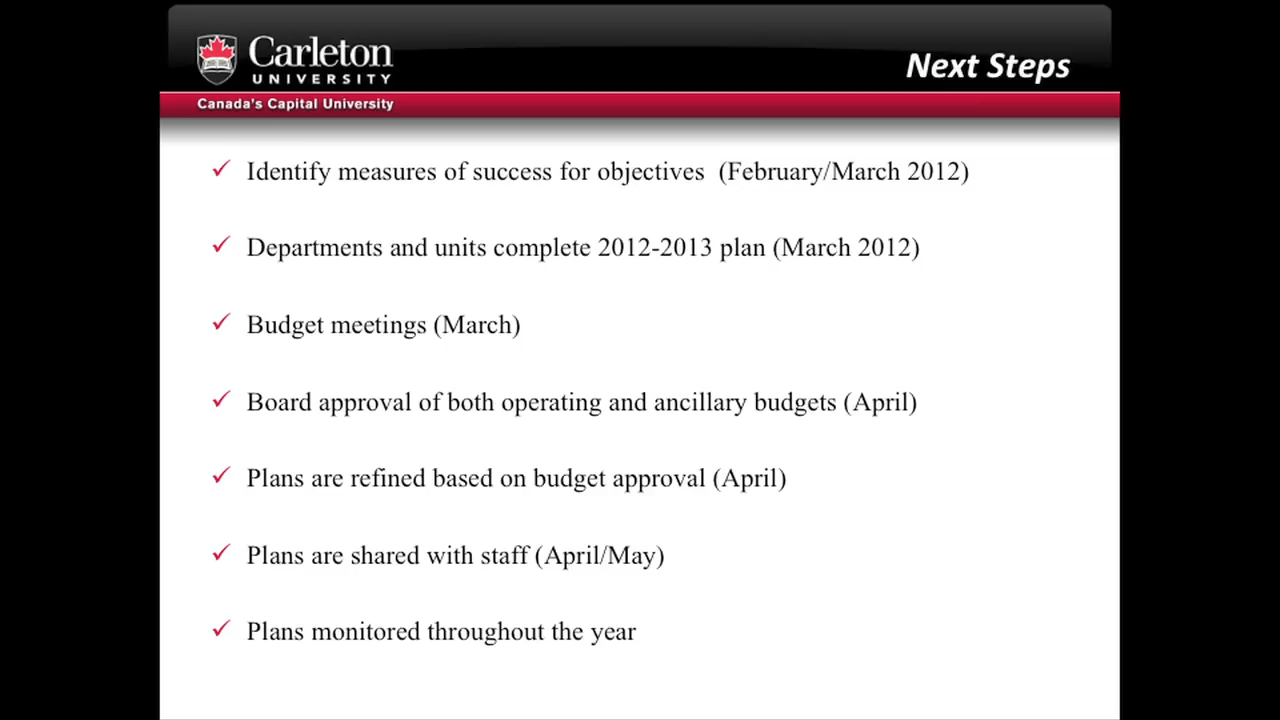 Carleton
UNIVERSITY
Next Steps
Canada's Capital University
Identify measures of success for objectives (February/March 2012)
Departments and units complete 2012-2013 plan (March 2012)
Budget meetings (March)
Board approval of both operating and ancillary budgets (April)
Plans are refined based on budget approval (April)
Plans are shared with staff (April/May)
Plans monitored throughout the year